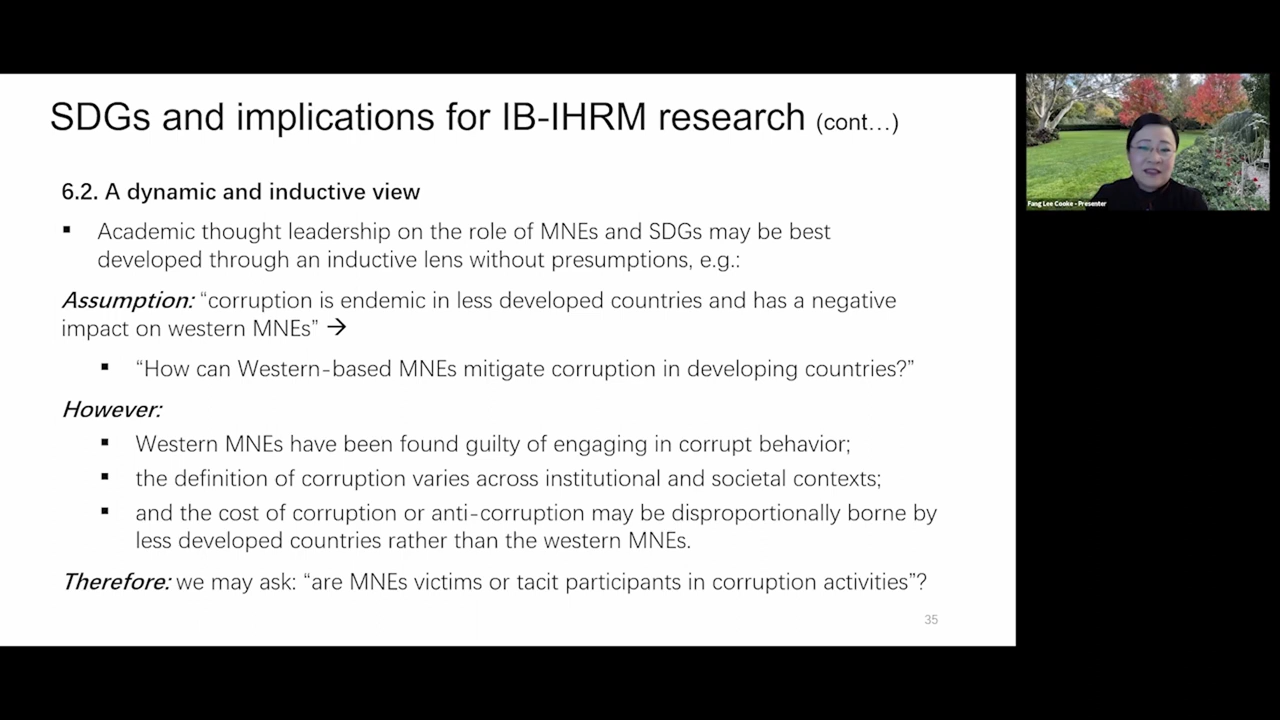 SDGs and implications for IB-IHRM research (cont…)
6.2. A dynamic and inductive view
▪ Academic thought leadership on the role of MNEs and SDGs may be best
developed through an inductive lens without presumptions, e.g.:
Assumption: “corruption is endemic in less developed countries and has a negative
impact on western MNEs” →
▪ “How can Western-based MNEs mitigate corruption in developing countries?”
However:
▪ Western MNEs have been found guilty of engaging in corrupt behavior;
▪ the definition of corruption varies across institutional and societal contexts;
▪ and the cost of corruption or anti-corruption may be disproportionally borne by
less developed countries rather than the western MNEs.
Therefore: we may ask: “are MNEs victims or tacit participants in corruption activities”?
35
Fang Lee Cooke - Presenter